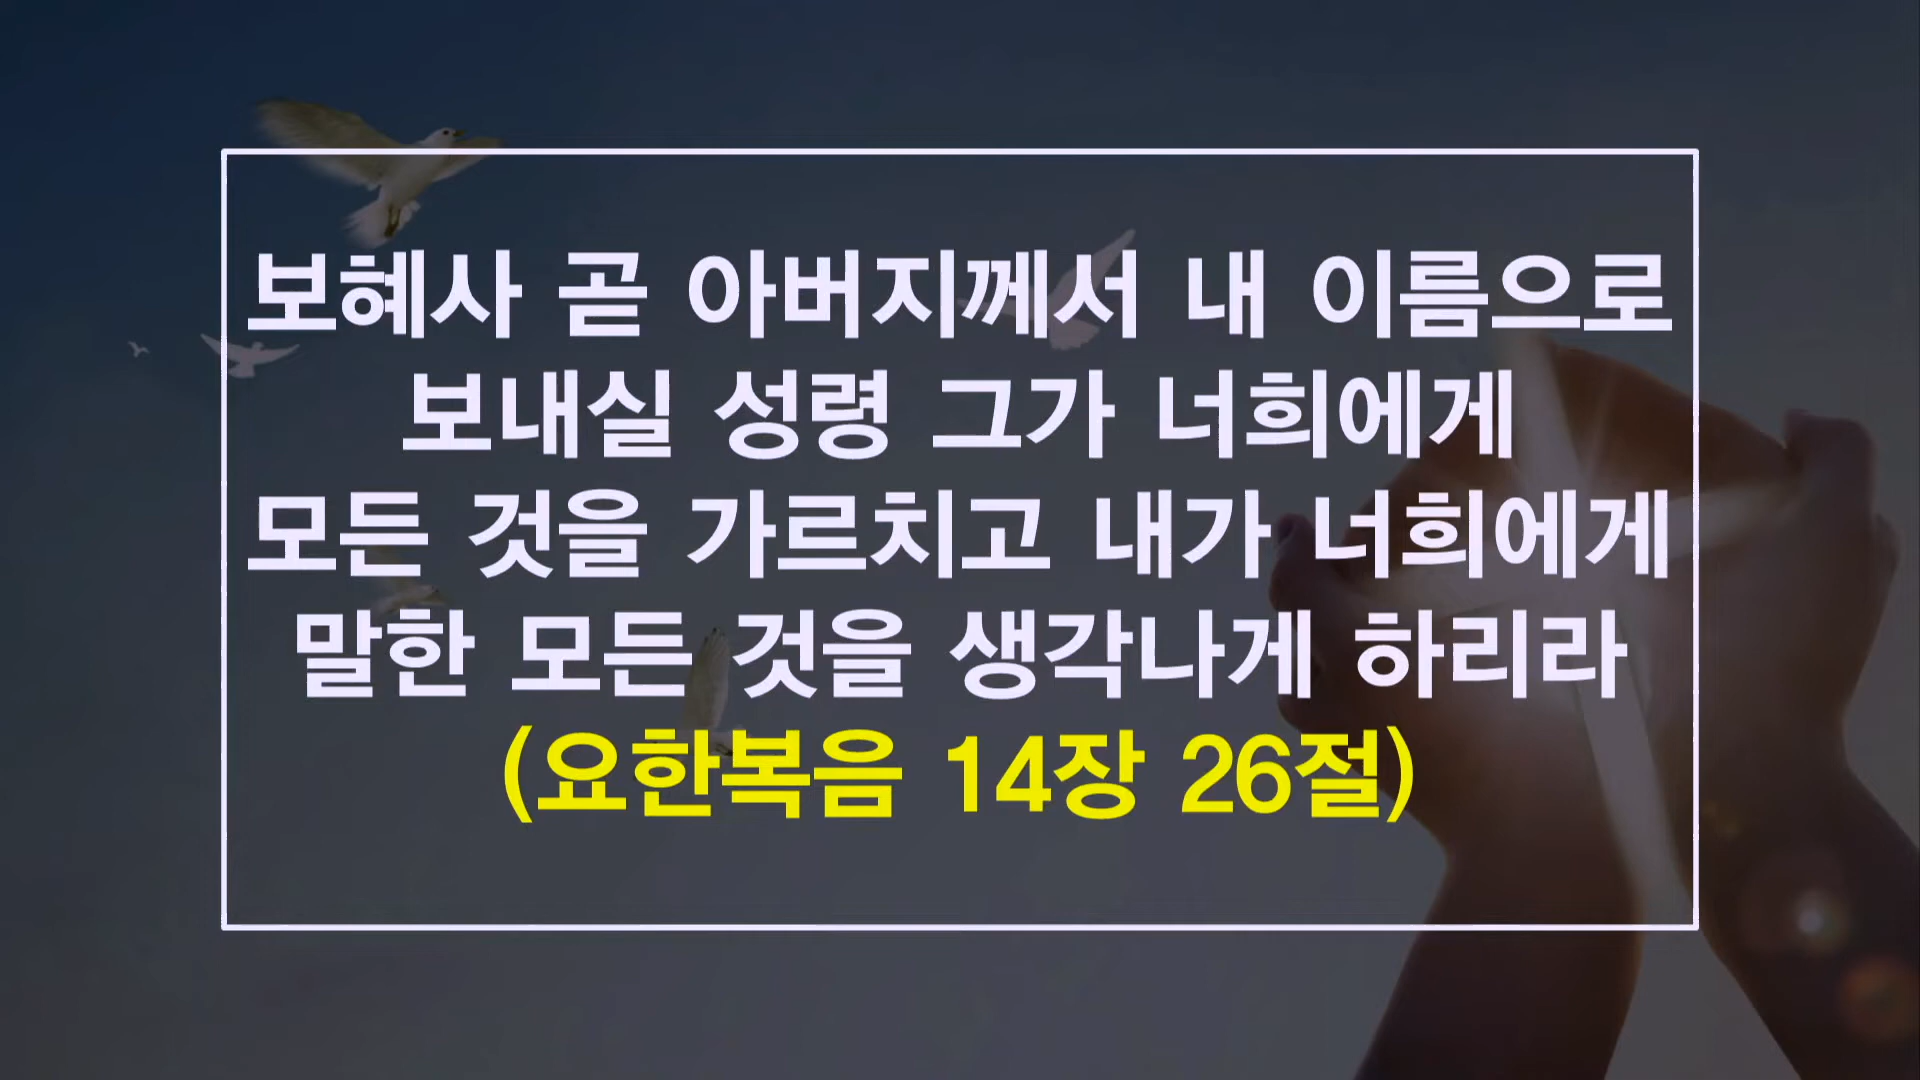 보혜사 곧 아버지께서 내 이름으로
보내실 성령 그가 너희에게
모든 것을 가르치고 내가 너희에게
말한 모든 것을 생각나게 하리라
(요한복음 14장 26절)